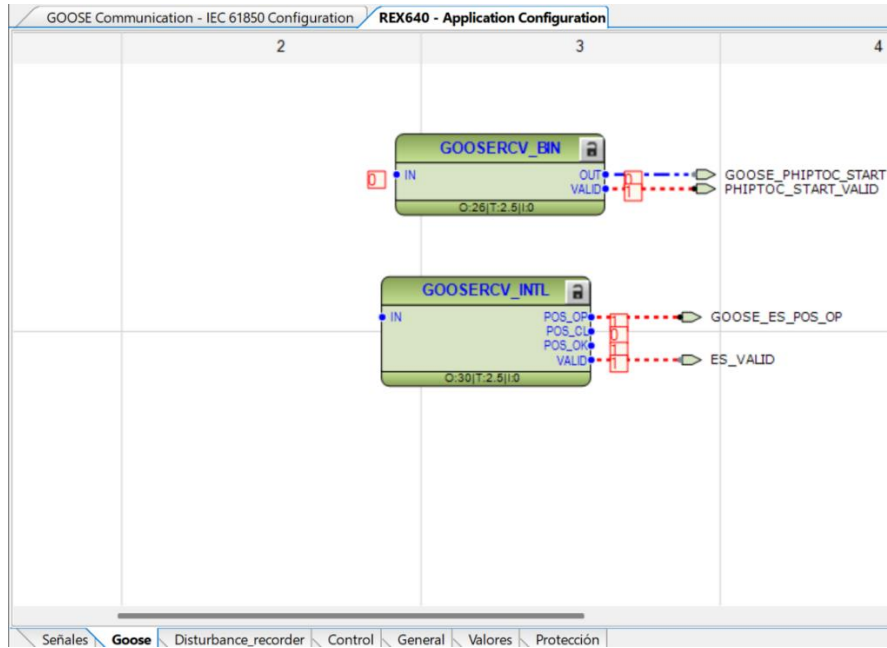 GOOSE Communication - IEC 61850 Configuration REX640 - Application Configuration
2 3 4
GOOSERCV_BIN
0 IN OUT 0 GOOSE_PHIPTOC_START
VALID 1 PHIPTOC_START_VALID
O:26|T:2.5|I:0
GOOSERCV_INTL
IN POS_OP 1 GOOSE_ES_POS_OP
POS_CL 0
POS_OK 1
VALID 1 ES_VALID
O:30|T:2.5|I:0
Señales Goose Disturbance_recorder Control General Valores Protección